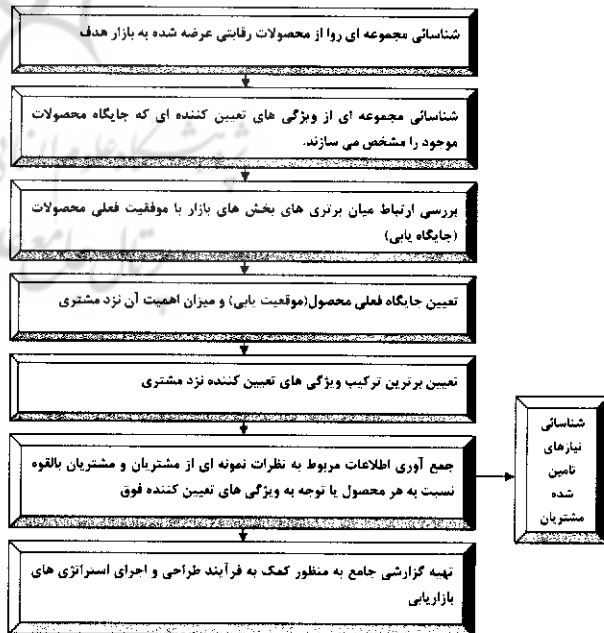 شناسائی مجموعه ای روا از محصولات رقابتی عرضه شده به بازار هدف
شناسائی مجموعه ای از ویژگی های تعیین کننده ای که جایگاه محصولات
موجود را مشخص می سازند.
بررسی ارتباط میان برتری های بخش های بازار با موفقیت فعلی محصولات
(جایگاه یابی)
تعیین جایگاه فعلی محصول(موقعیت یابی) و میزان اهمیت آن نزد مشتری
تعیین برترین ترکیب ویژگی های تعیین کننده نزد مشتری
جمع آوری اطلاعات مربوط به نظرات نمونه ای از مشتریان و مشتریان بالقوه
نسبت به هر محصول با توجه به ویژگی های تعیین کننده فوق
شناسائی
نیازهای
تامین
شده
مشتریان
تهیه گزارشی جامع به منظور کمک به فرآیند طراحی و اجرای استراتژی های
بازاریابی